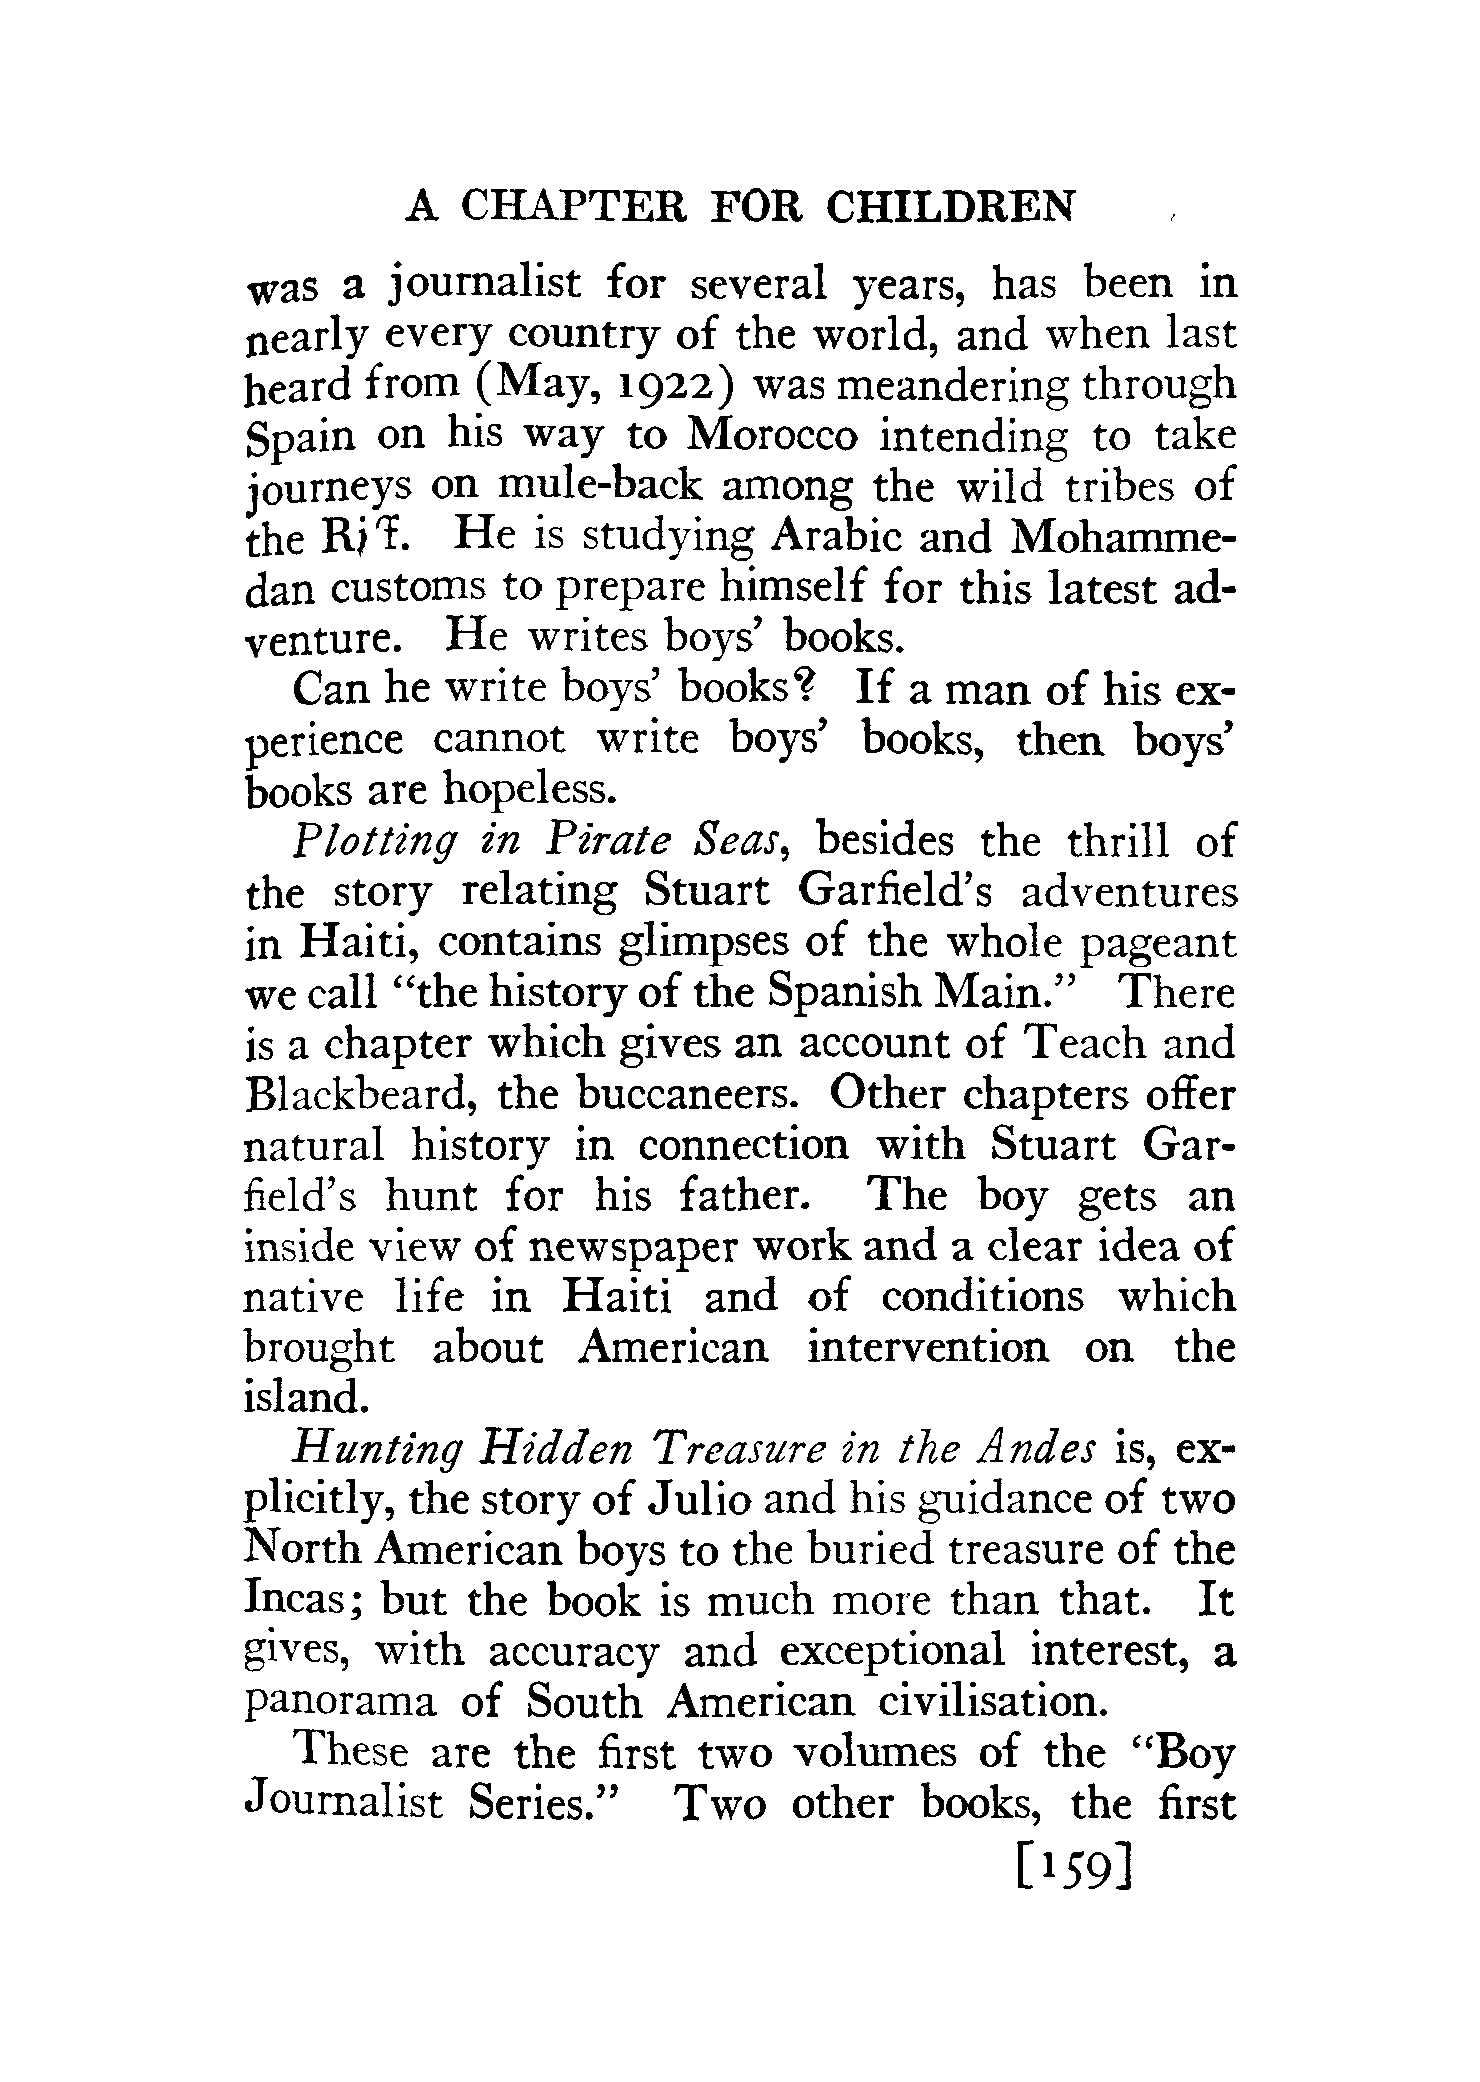 A CHAPTER FOR CHILDREN
was a journalist for several years, has been in
nearly every country of the world, and when last
heard from (May, 1922) was meandering through
Spain on his way to Morocco intending to take
journeys on mule-back among the wild tribes of
the Rif. He is studying Arabic and Mohamme-
dan customs to prepare himself for this latest ad-
venture. He writes boys’ books.
Can he write boys’ books? If a man of his ex-
perience cannot write boys’ books, then boys’
books are hopeless.
Plotting in Pirate Seas, besides the thrill of
the story relating Stuart Garfield’s adventures
in Haiti, contains glimpses of the whole pageant
we call “the history of the Spanish Main.” There
is a chapter which gives an account of Teach and
Blackbeard, the buccaneers. Other chapters offer
natural history in connection with Stuart Gar-
field’s hunt for his father. The boy gets an
inside view of newspaper work and a clear idea of
native life in Haiti and of conditions which
brought about American intervention on the
island.
Hunting Hidden Treasure in the Andes is, ex-
plicitly, the story of Julio and his guidance of two
North American boys to the buried treasure of the
Incas; but the book is much more than that. It
gives, with accuracy and exceptional interest, a
panorama of South American civilisation.
These are the first two volumes of the “Boy
Journalist Series.” Two other books, the first
[159]